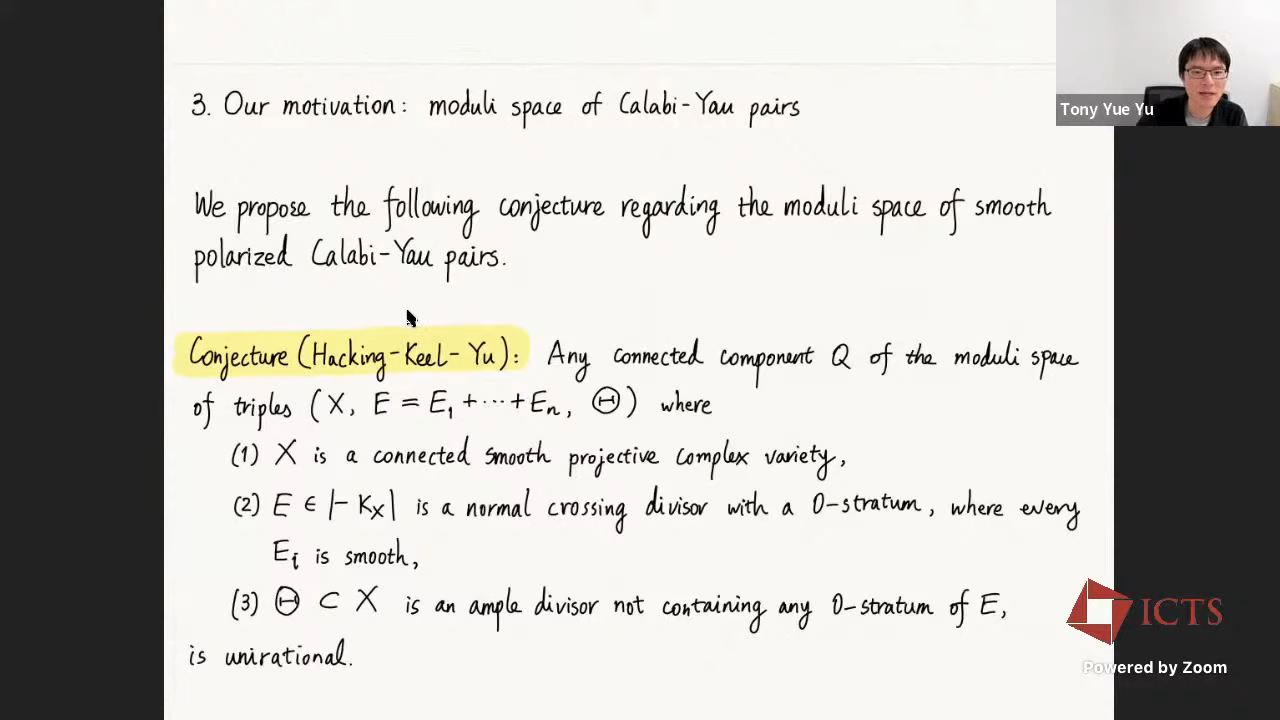 3. Our motivation: moduli space of Calabi-Yau pairs
Tony Yue Yu
We propose the following conjecture regarding the moduli space of smooth
polarized Calabi-Yau pairs.
Conjecture (Hacking-Keel-Yu): Any connected component Q of the moduli space
of triples (X, E = E₁ + ⋯ + Eₙ, Θ) where
(1) X is a connected smooth projective complex variety,
(2) E ∈ |-K_X| is a normal crossing divisor with a 0-stratum, where every
Eᵢ is smooth,
(3) Θ ⊂ X is an ample divisor not containing any 0-stratum of E,
is unirational.
ICTS
Powered by Zoom